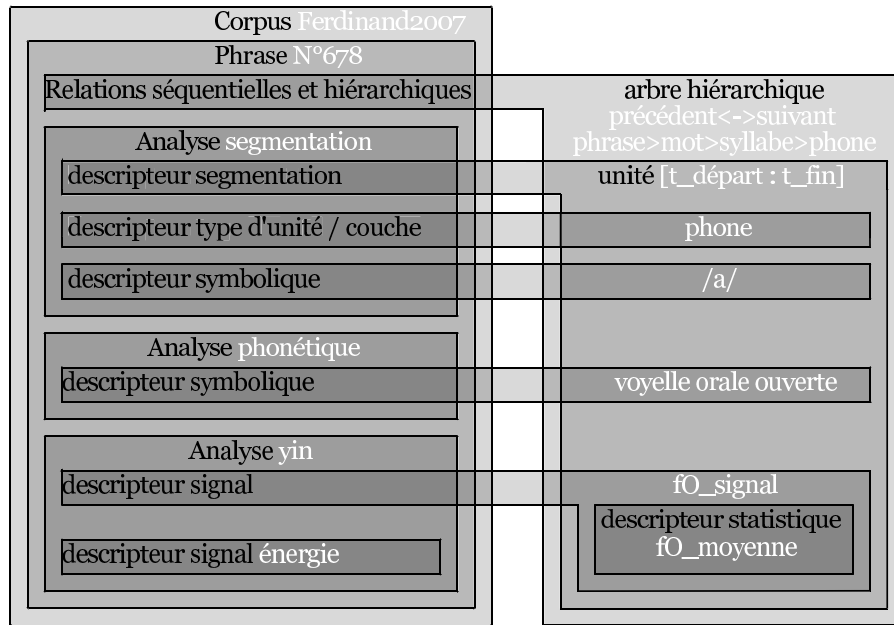 Corpus Ferdinand2007
Phrase N°678
Relations séquentielles et hiérarchiques
arbre hiérarchique
précédent<->suivant
phrase>mot>syllabe>phone
Analyse segmentation
descripteur segmentation
unité [t_départ : t_fin]
descripteur type d'unité / couche
phone
descripteur symbolique
/a/
Analyse phonétique
descripteur symbolique
voyelle orale ouverte
Analyse yin
descripteur signal
f0_signal
descripteur statistique
f0_moyenne
descripteur signal énergie